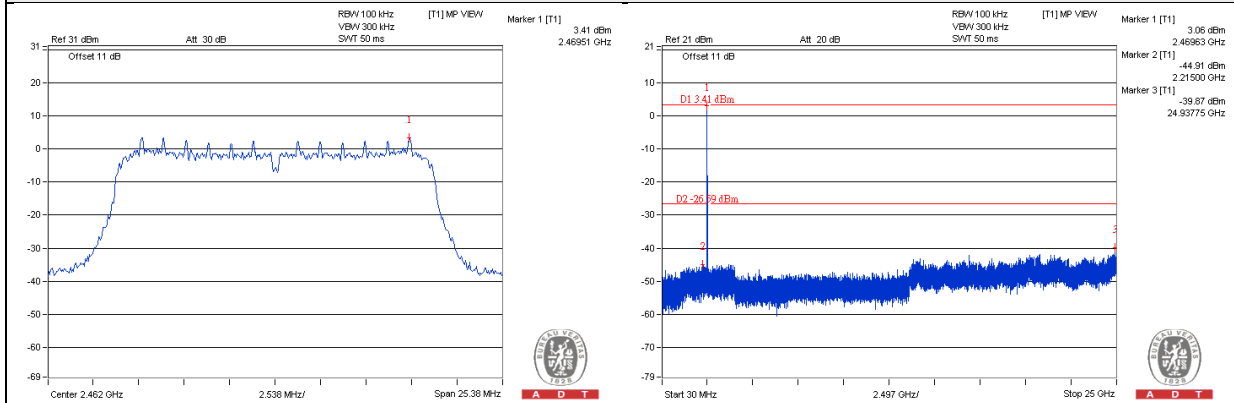 RBW 100 kHz [T1] MP VIEW
VBW 300 kHz
Ref 31 dBm Att 30 dB SWT 50 ms
Marker 1 [T1]
3.41 dBm
2.46951 GHz
Offset 11 dB
31
20
10
0
-10
-20
-30
-40
-50
-60
-69
1
Center 2.462 GHz 2.538 MHz/ Span 25.38 MHz
BUREAU VERITAS
1828
A D T
RBW 100 kHz [T1] MP VIEW
VBW 300 kHz
Ref 21 dBm Att 20 dB SWT 50 ms
Marker 1 [T1]
3.06 dBm
2.46963 GHz
Marker 2 [T1]
-44.91 dBm
2.21500 GHz
Marker 3 [T1]
-39.87 dBm
24.93775 GHz
Offset 11 dB
21
10
0
-10
-20
-30
-40
-50
-60
-70
-79
1
D1 3.41 dBm
D2 -26.59 dBm
2
3
Start 30 MHz 2.497 GHz/ Stop 25 GHz
BUREAU VERITAS
1828
A D T